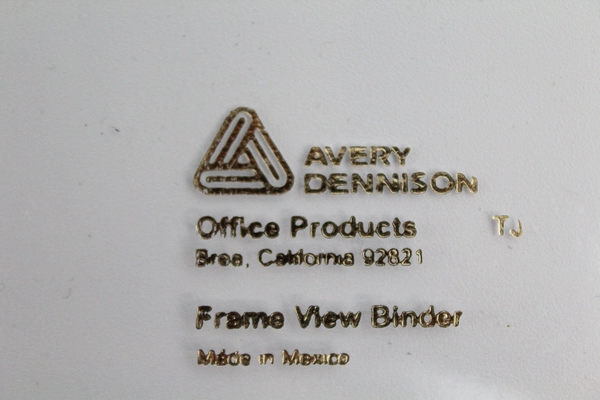 AVERY
DENNISON
Office Products TJ
Brea, California 92821
Frame View Binder
Made in Mexico